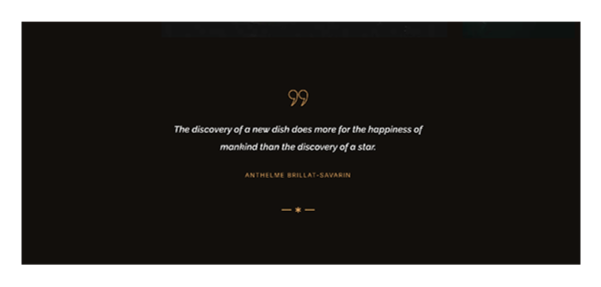 The discovery of a new dish does more for the happiness of
mankind than the discovery of a star.
ANTHELME BRILLAT-SAVARIN